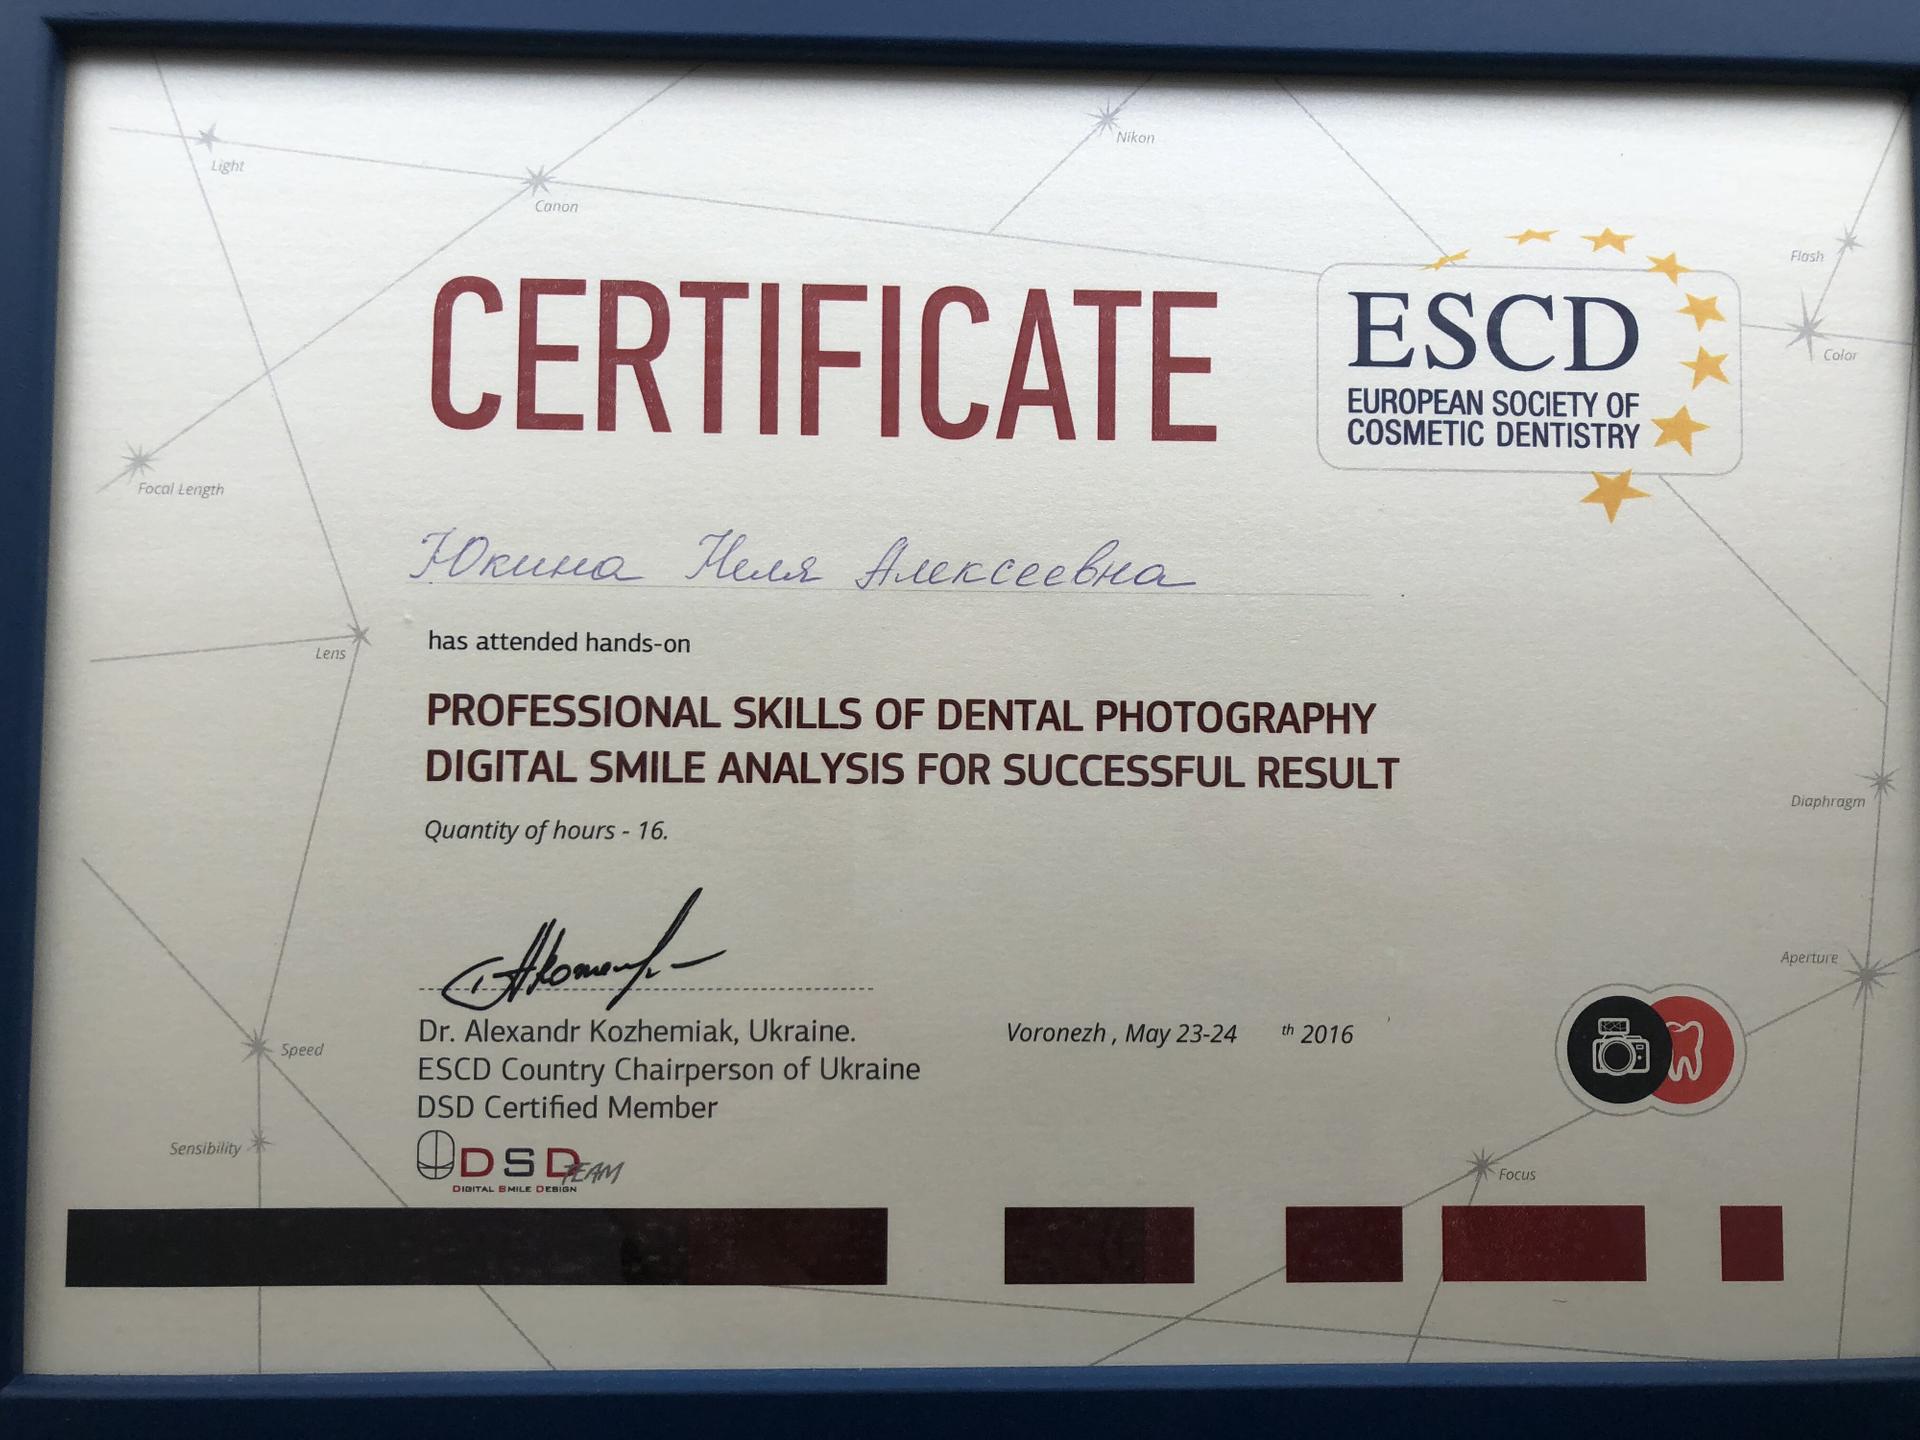 Light
Canon
Nikon
Flash
Color
CERTIFICATE
ESCD
EUROPEAN SOCIETY OF
COSMETIC DENTISTRY
Focal Length
Юкина Неля Алексеевна
has attended hands-on
Lens
PROFESSIONAL SKILLS OF DENTAL PHOTOGRAPHY
DIGITAL SMILE ANALYSIS FOR SUCCESSFUL RESULT
Diaphragm
Quantity of hours - 16.
Aperture
Dr. Alexandr Kozhemiak, Ukraine.
Voronezh , May 23-24 th 2016
Speed
ESCD Country Chairperson of Ukraine
DSD Certified Member
Sensibility
DSD TEAM
DIGITAL SMILE DESIGN
Focus